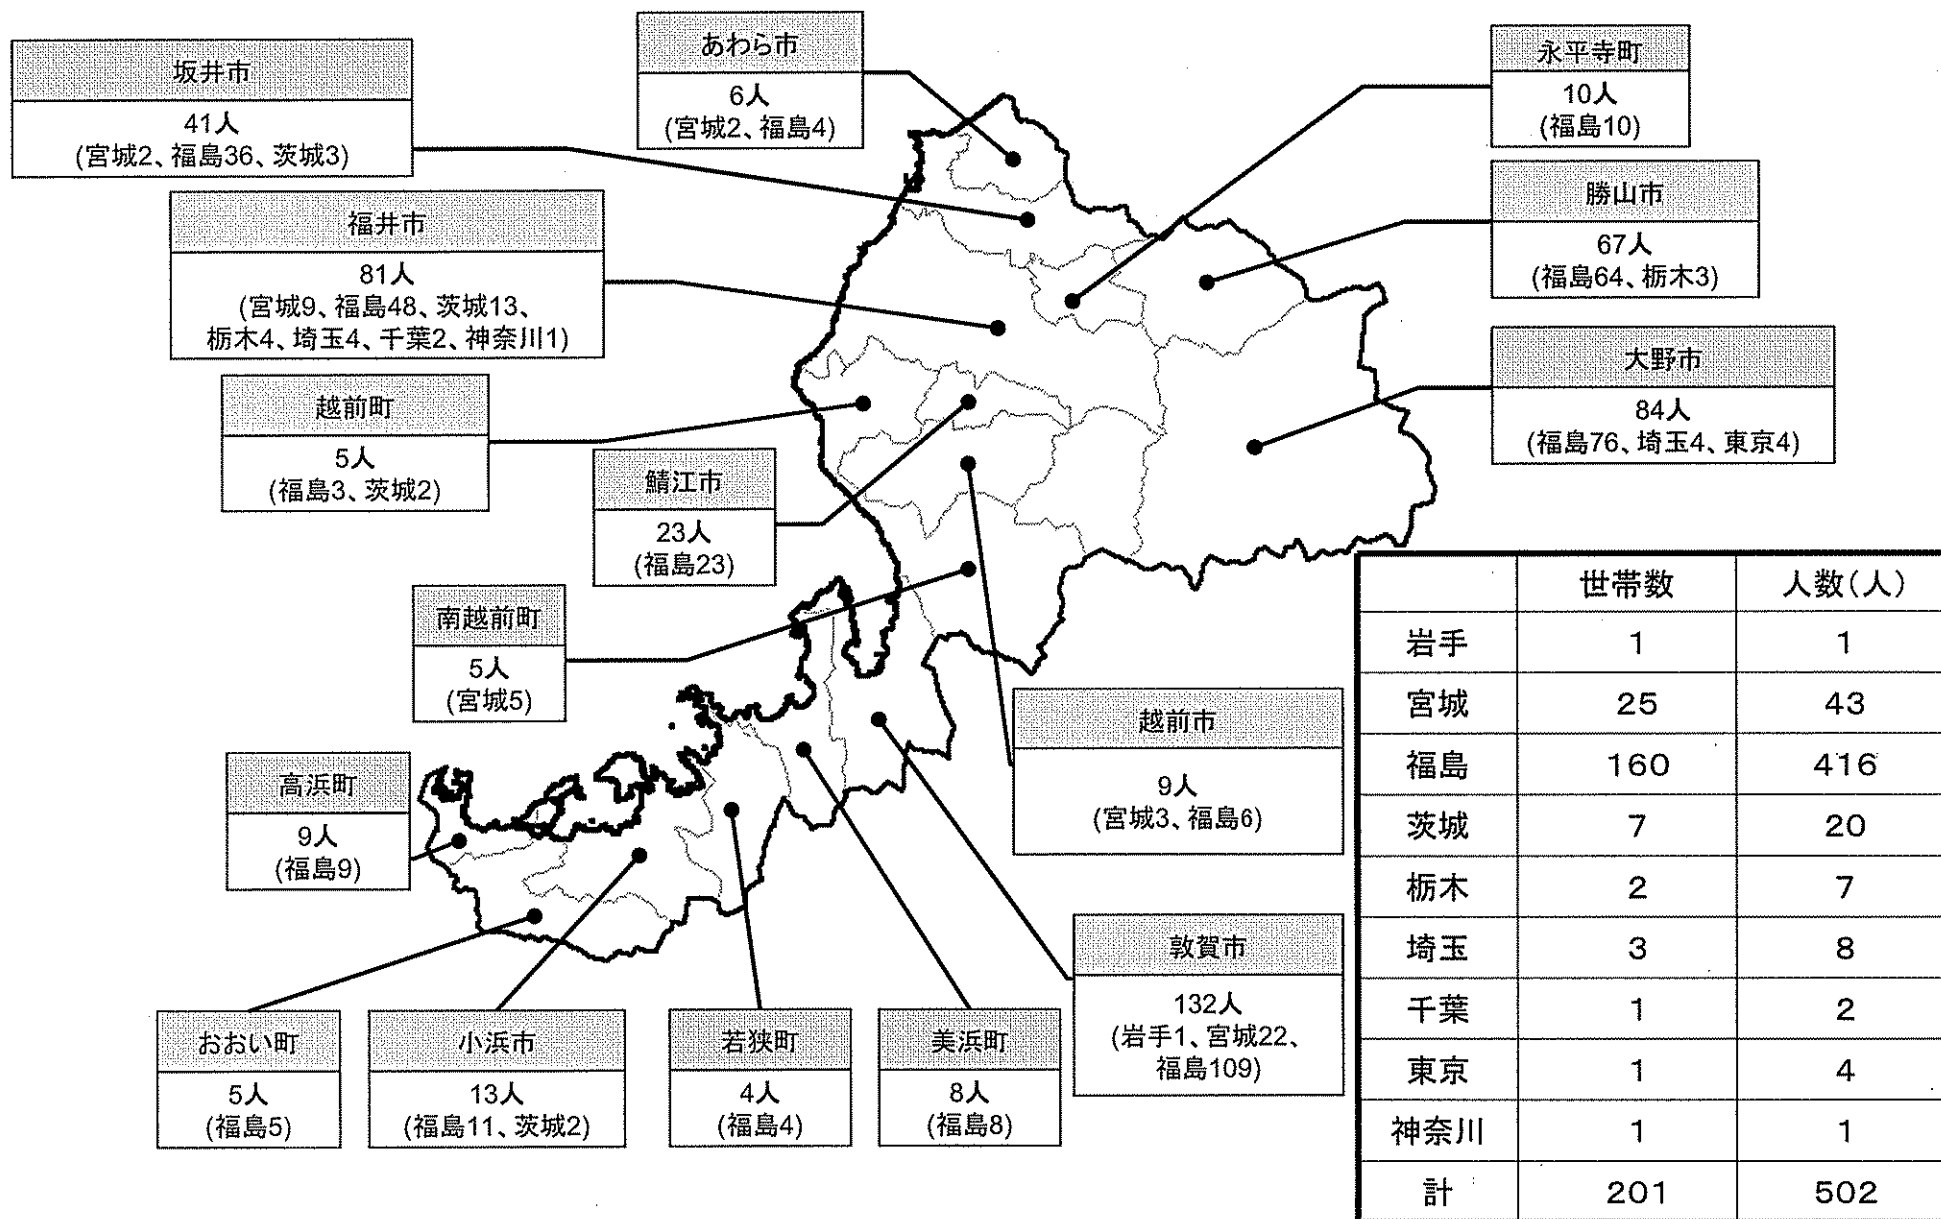 あわら市
6人
(宮城2、福島4)
坂井市
41人
(宮城2、福島36、茨城3)
永平寺町
10人
(福島10)
勝山市
67人
(福島64、栃木3)
福井市
81人
(宮城9、福島48、茨城13、
栃木4、埼玉4、千葉2、神奈川1)
大野市
84人
(福島76、埼玉4、東京4)
越前町
5人
(福島3、茨城2)
鯖江市
23人
(福島23)
南越前町
5人
(宮城5)
越前市
9人
(宮城3、福島6)
高浜町
9人
(福島9)
敦賀市
132人
(岩手1、宮城22、
福島109)
おおい町
5人
(福島5)
小浜市
13人
(福島11、茨城2)
若狭町
4人
(福島4)
美浜町
8人
(福島8)
世帯数 人数(人)
岩手 1 1
宮城 25 43
福島 160 416
茨城 7 20
栃木 2 7
埼玉 3 8
千葉 1 2
東京 1 4
神奈川 1 1
計 201 502